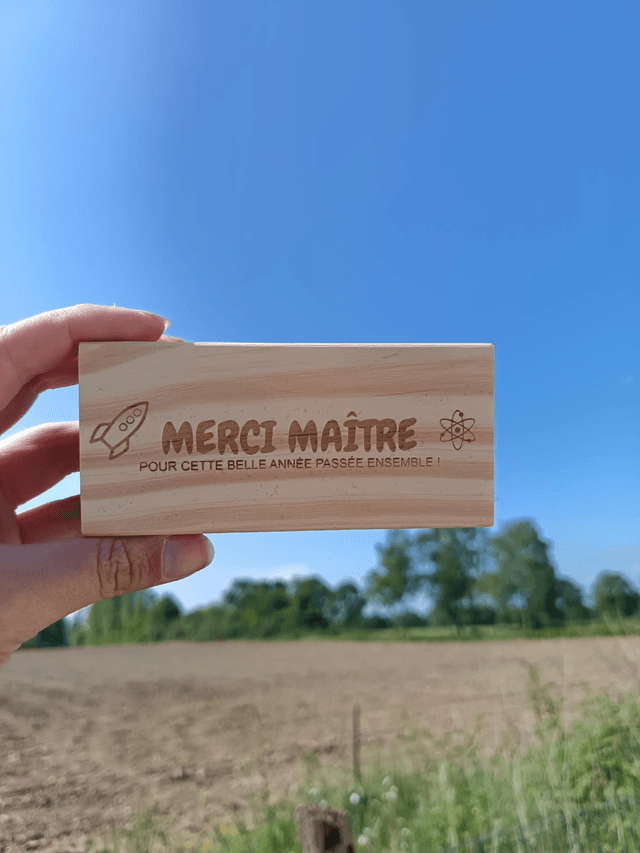 MERCI MAÎTRE
POUR CETTE BELLE ANNÉE PASSÉE ENSEMBLE !